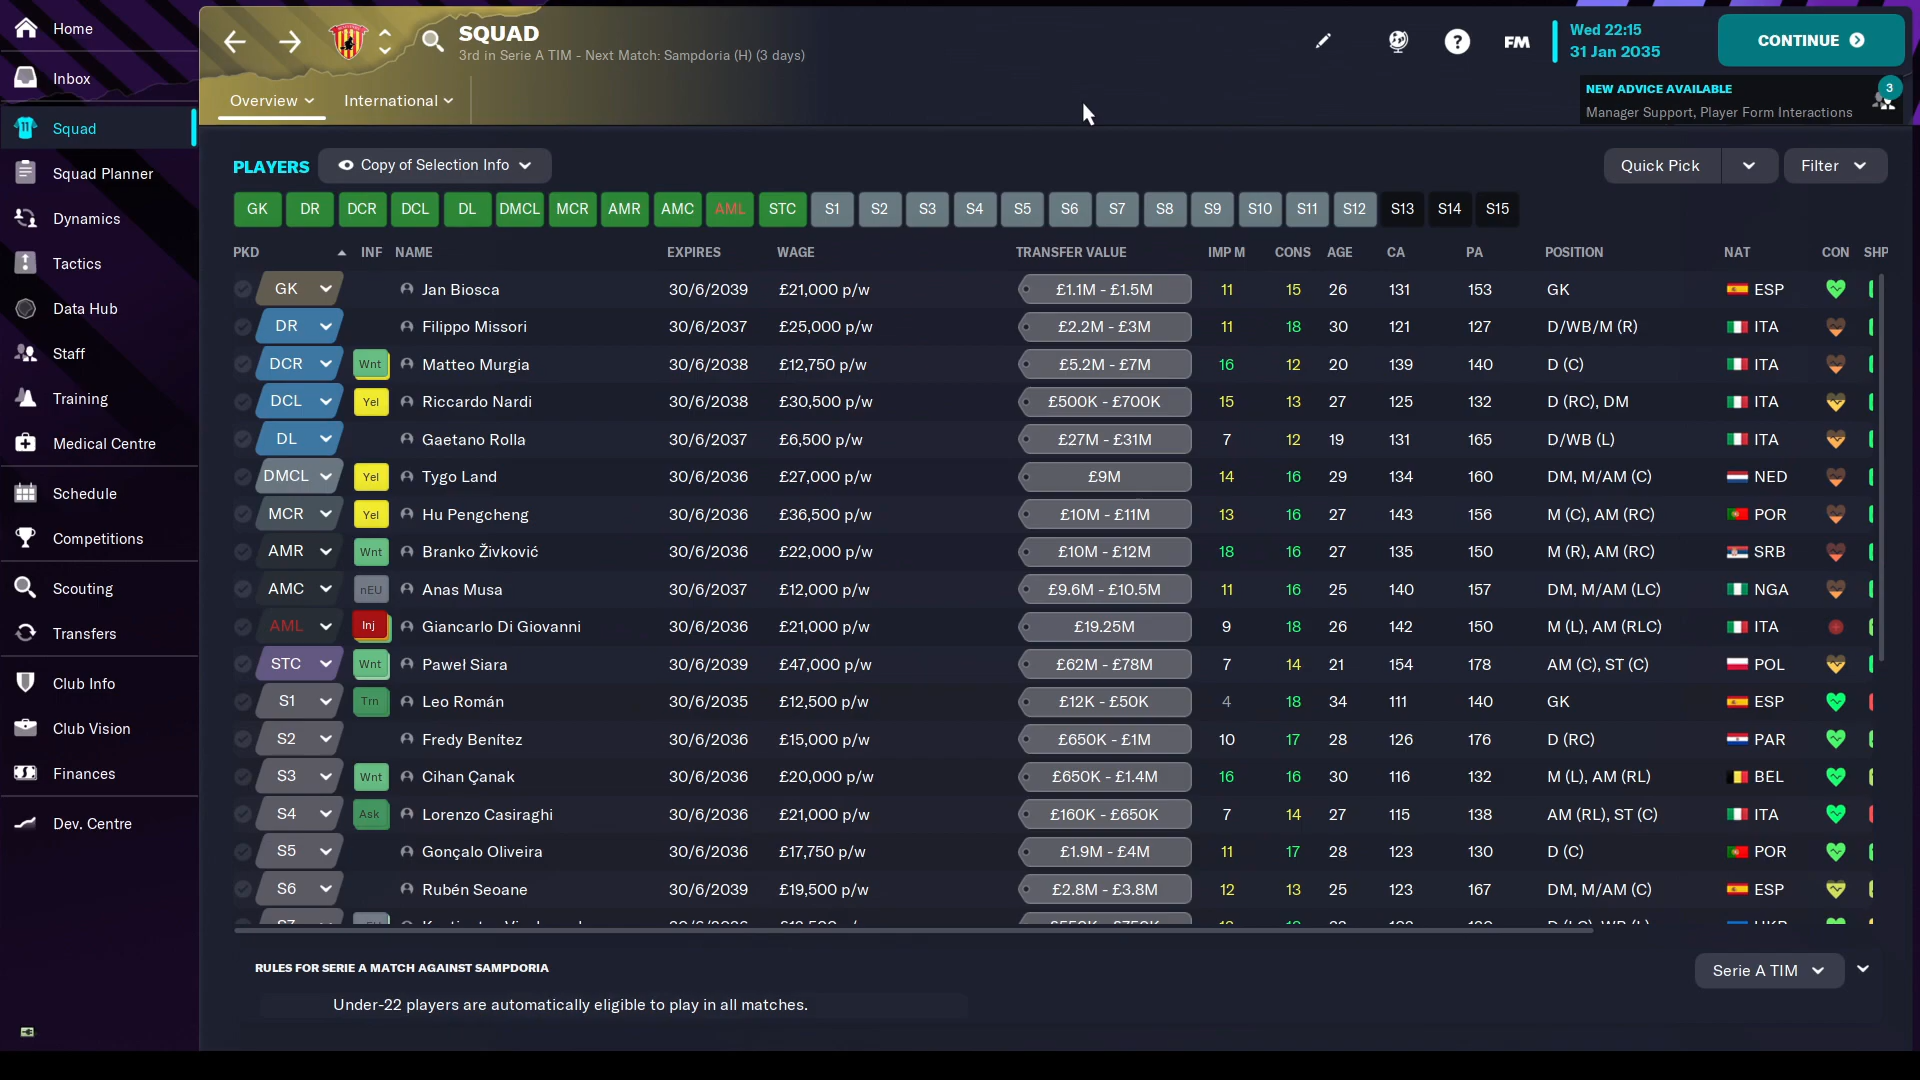 Home
Inbox
Squad
Squad Planner
Dynamics
Tactics
Data Hub
Staff
Training
Medical Centre
Schedule
Competitions
Scouting
Transfers
Club Info
Club Vision
Finances
Dev. Centre
SQUAD
3rd in Serie A TIM - Next Match: Sampdoria (H) (3 days)
Overview International
? FM
Wed 22:15
31 Jan 2035
CONTINUE
NEW ADVICE AVAILABLE 3
Manager Support, Player Form Interactions
PLAYERS Copy of Selection Info Quick Pick Filter
GK DR DCR DCL DL DMCL MCR AMR AMC AML STC S1 S2 S3 S4 S5 S6 S7 S8 S9 S10 S11 S12 S13 S14 S15
PKD INF NAME EXPIRES WAGE TRANSFER VALUE IMP M CONS AGE CA PA POSITION NAT CON SHP
GK Jan Biosca 30/6/2039 £21,000 p/w £1.1M - £1.5M 11 15 26 131 153 GK ESP
DR Filippo Missori 30/6/2037 £25,000 p/w £2.2M - £3M 11 18 30 121 127 D/WB/M (R) ITA
DCR Wnt Matteo Murgia 30/6/2038 £12,750 p/w £5.2M - £7M 16 12 20 139 140 D (C) ITA
DCL Yel Riccardo Nardi 30/6/2038 £30,500 p/w £500K - £700K 15 13 27 125 132 D (RC), DM ITA
DL Gaetano Rolla 30/6/2037 £6,500 p/w £27M - £31M 7 12 19 131 165 D/WB (L) ITA
DMCL Yel Tygo Land 30/6/2036 £27,000 p/w £9M 14 16 29 134 160 DM, M/AM (C) NED
MCR Yel Hu Pengcheng 30/6/2036 £36,500 p/w £10M - £11M 13 16 27 143 156 M (C), AM (RC) POR
AMR Wnt Branko Živković 30/6/2036 £22,000 p/w £10M - £12M 18 16 27 135 150 M (R), AM (RC) SRB
AMC nEU Anas Musa 30/6/2037 £12,000 p/w £9.6M - £10.5M 11 16 25 140 157 DM, M/AM (LC) NGA
AML Inj Giancarlo Di Giovanni 30/6/2036 £21,000 p/w £19.25M 9 18 26 142 150 M (L), AM (RLC) ITA
STC Wnt Paweł Siara 30/6/2039 £47,000 p/w £62M - £78M 7 14 21 154 178 AM (C), ST (C) POL
S1 Trn Leo Román 30/6/2035 £12,500 p/w £12K - £50K 4 18 34 111 140 GK ESP
S2 Fredy Benítez 30/6/2036 £15,000 p/w £650K - £1M 10 17 28 126 176 D (RC) PAR
S3 Wnt Cihan Çanak 30/6/2036 £20,000 p/w £650K - £1.4M 16 16 30 116 132 M (L), AM (RL) BEL
S4 Ask Lorenzo Casiraghi 30/6/2036 £21,000 p/w £160K - £650K 7 14 27 115 138 AM (RL), ST (C) ITA
S5 Gonçalo Oliveira 30/6/2036 £17,750 p/w £1.9M - £4M 11 17 28 123 130 D (C) POR
S6 Rubén Seoane 30/6/2039 £19,500 p/w £2.8M - £3.8M 12 13 25 123 167 DM, M/AM (C) ESP
RULES FOR SERIE A MATCH AGAINST SAMPDORIA Serie A TIM
Under-22 players are automatically eligible to play in all matches.